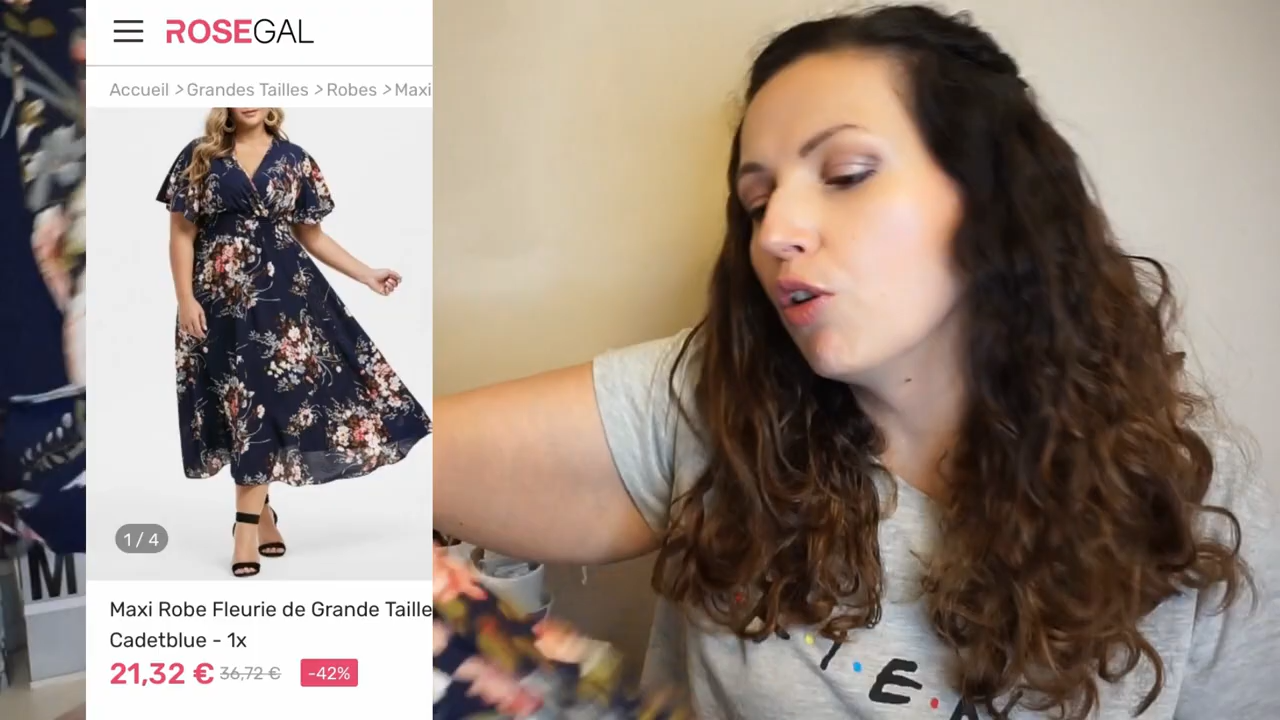 ROSEGAL
Accueil > Grandes Tailles > Robes > Maxi
1 / 4
Maxi Robe Fleurie de Grande Taille
Cadetblue - 1x
21,32 € 36,72 € -42%
M
E